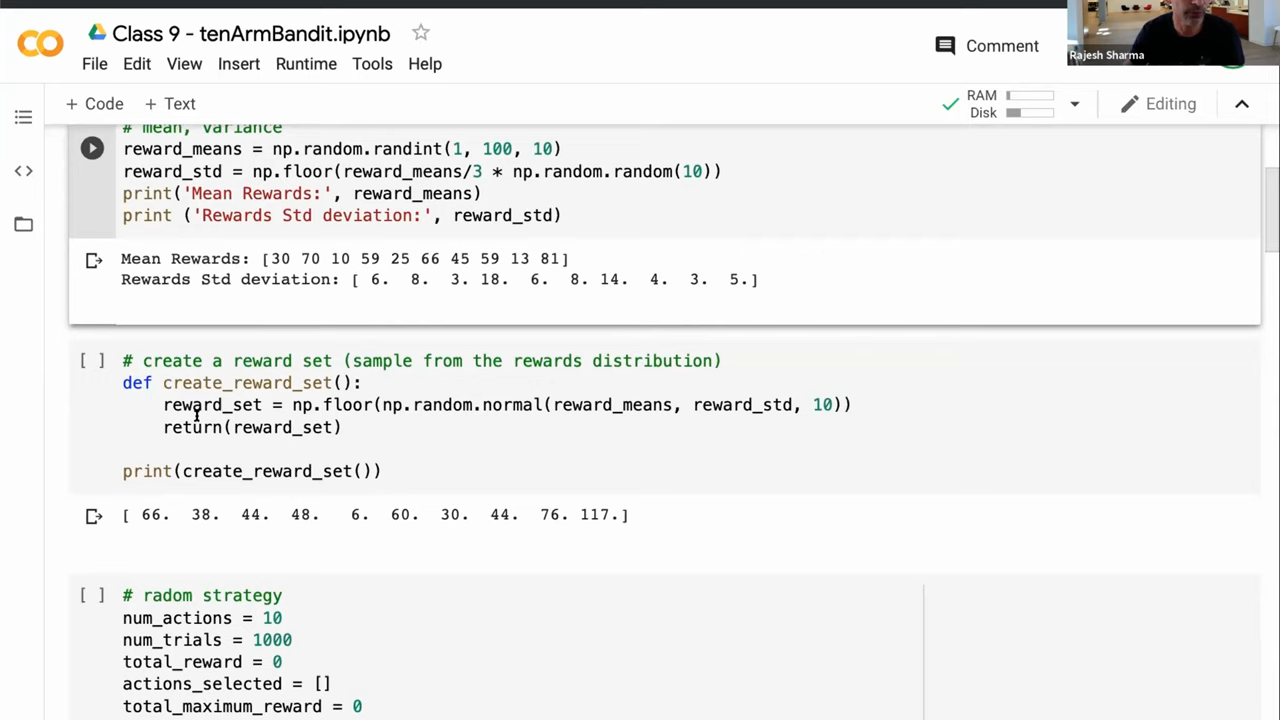 Class 9 - tenArmBandit.ipynb
Comment
Rajesh Sharma
File Edit View Insert Runtime Tools Help
+ Code + Text
RAM
Disk
Editing
# mean, variance
reward_means = np.random.randint(1, 100, 10)
reward_std = np.floor(reward_means/3 * np.random.random(10))
print('Mean Rewards:', reward_means)
print ('Rewards Std deviation:', reward_std)
Mean Rewards: [30 70 10 59 25 66 45 59 13 81]
Rewards Std deviation: [ 6. 8. 3. 18. 6. 8. 14. 4. 3. 5.]
[ ] # create a reward set (sample from the rewards distribution)
def create_reward_set():
reward_set = np.floor(np.random.normal(reward_means, reward_std, 10))
return(reward_set)
print(create_reward_set())
[ 66. 38. 44. 48. 6. 60. 30. 44. 76. 117.]
[ ] # radom strategy
num_actions = 10
num_trials = 1000
total_reward = 0
actions_selected = []
total_maximum_reward = 0